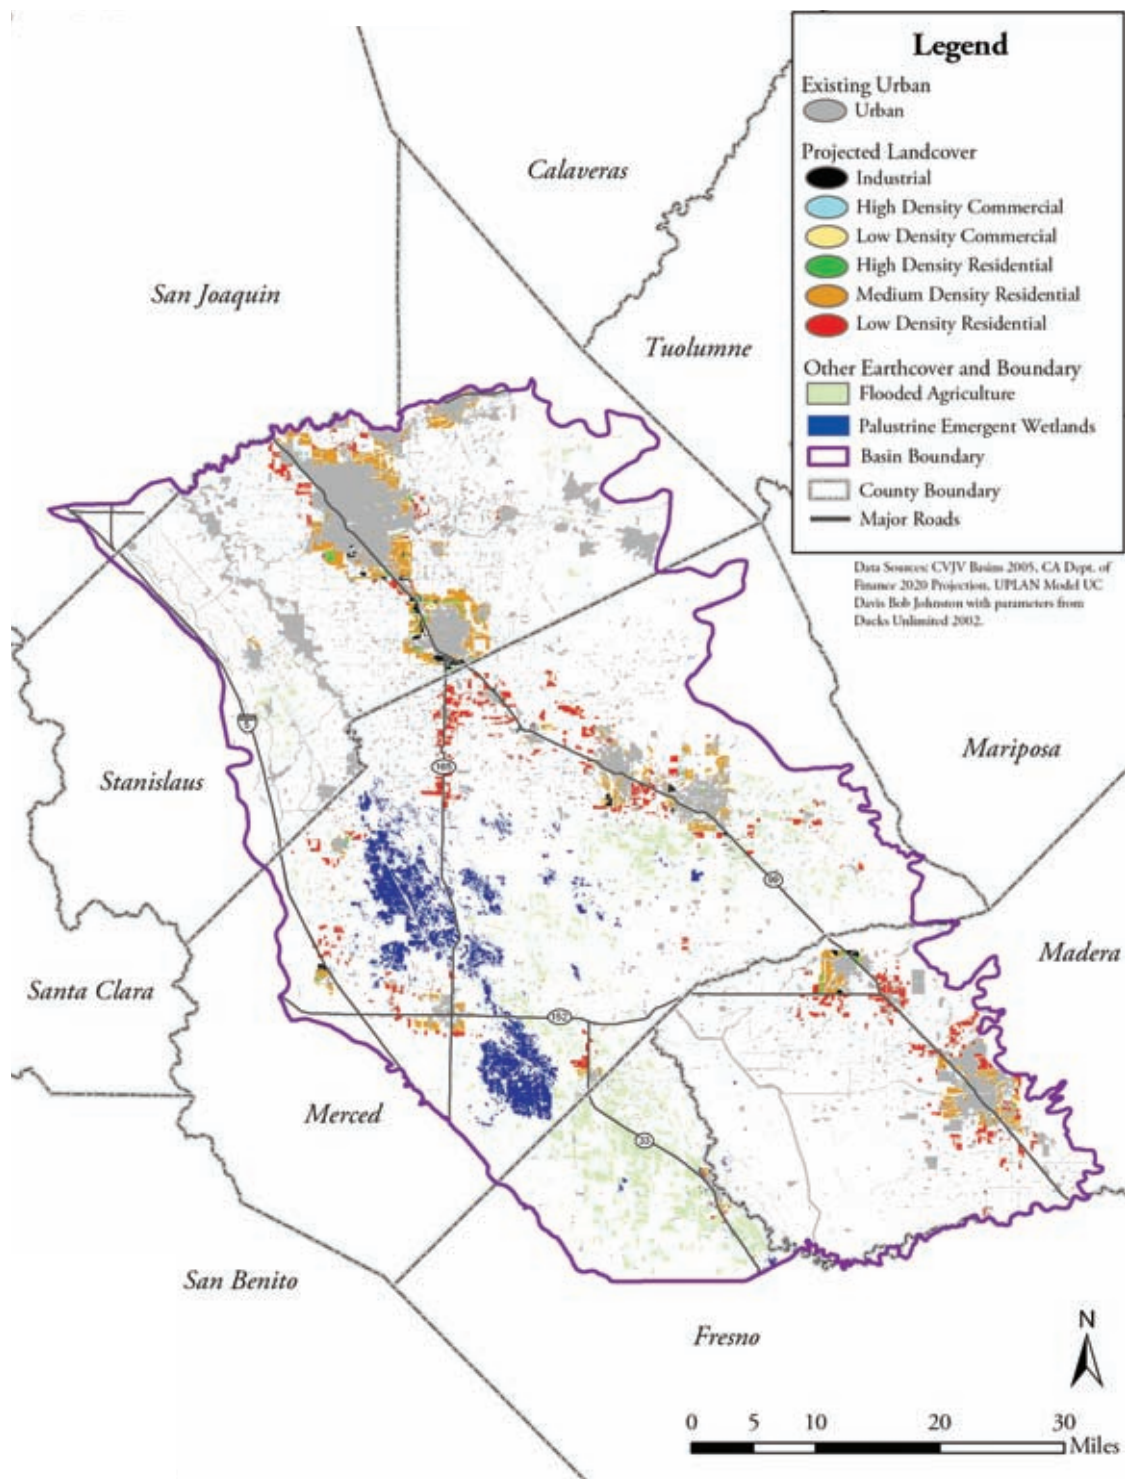 Legend
Existing Urban
Urban
Projected Landcover
Industrial
High Density Commercial
Low Density Commercial
High Density Residential
Medium Density Residential
Low Density Residential
Other Earthcover and Boundary
Flooded Agriculture
Palustrine Emergent Wetlands
Basin Boundary
County Boundary
Major Roads
Data Sources: CVJV Basins 2005, CA Dept. of
Finance 2020 Projection, UPLAN Model UC
Davis Bob Johnston with parameters from
Ducks Unlimited 2002.
Calaveras
San Joaquin
Tuolumne
Mariposa
Stanislaus
5
165
99
Madera
Santa Clara
152
Merced
33
San Benito
Fresno
N
0 5 10 20 30
Miles